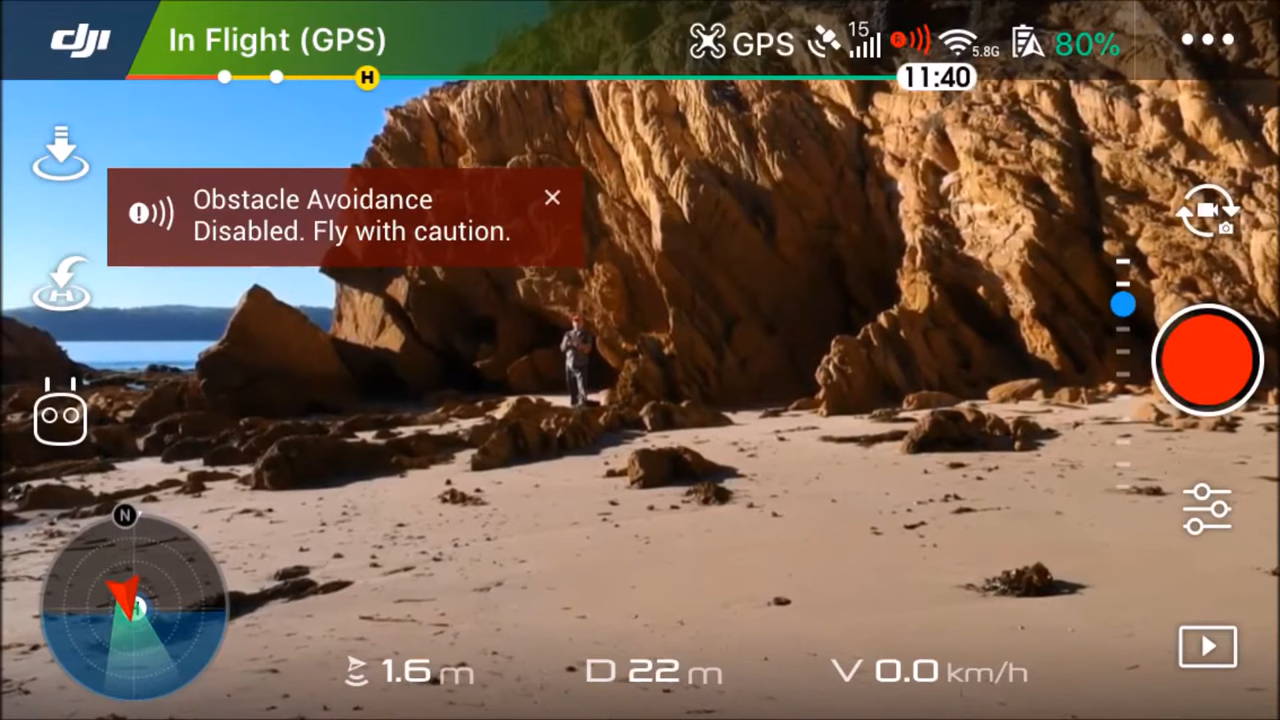 dji
In Flight (GPS)
GPS
15
R
5.8G
80%
H
11:40
Obstacle Avoidance
Disabled. Fly with caution.
H
N
H
1.6 m
D 22 m
V 0.0 km/h